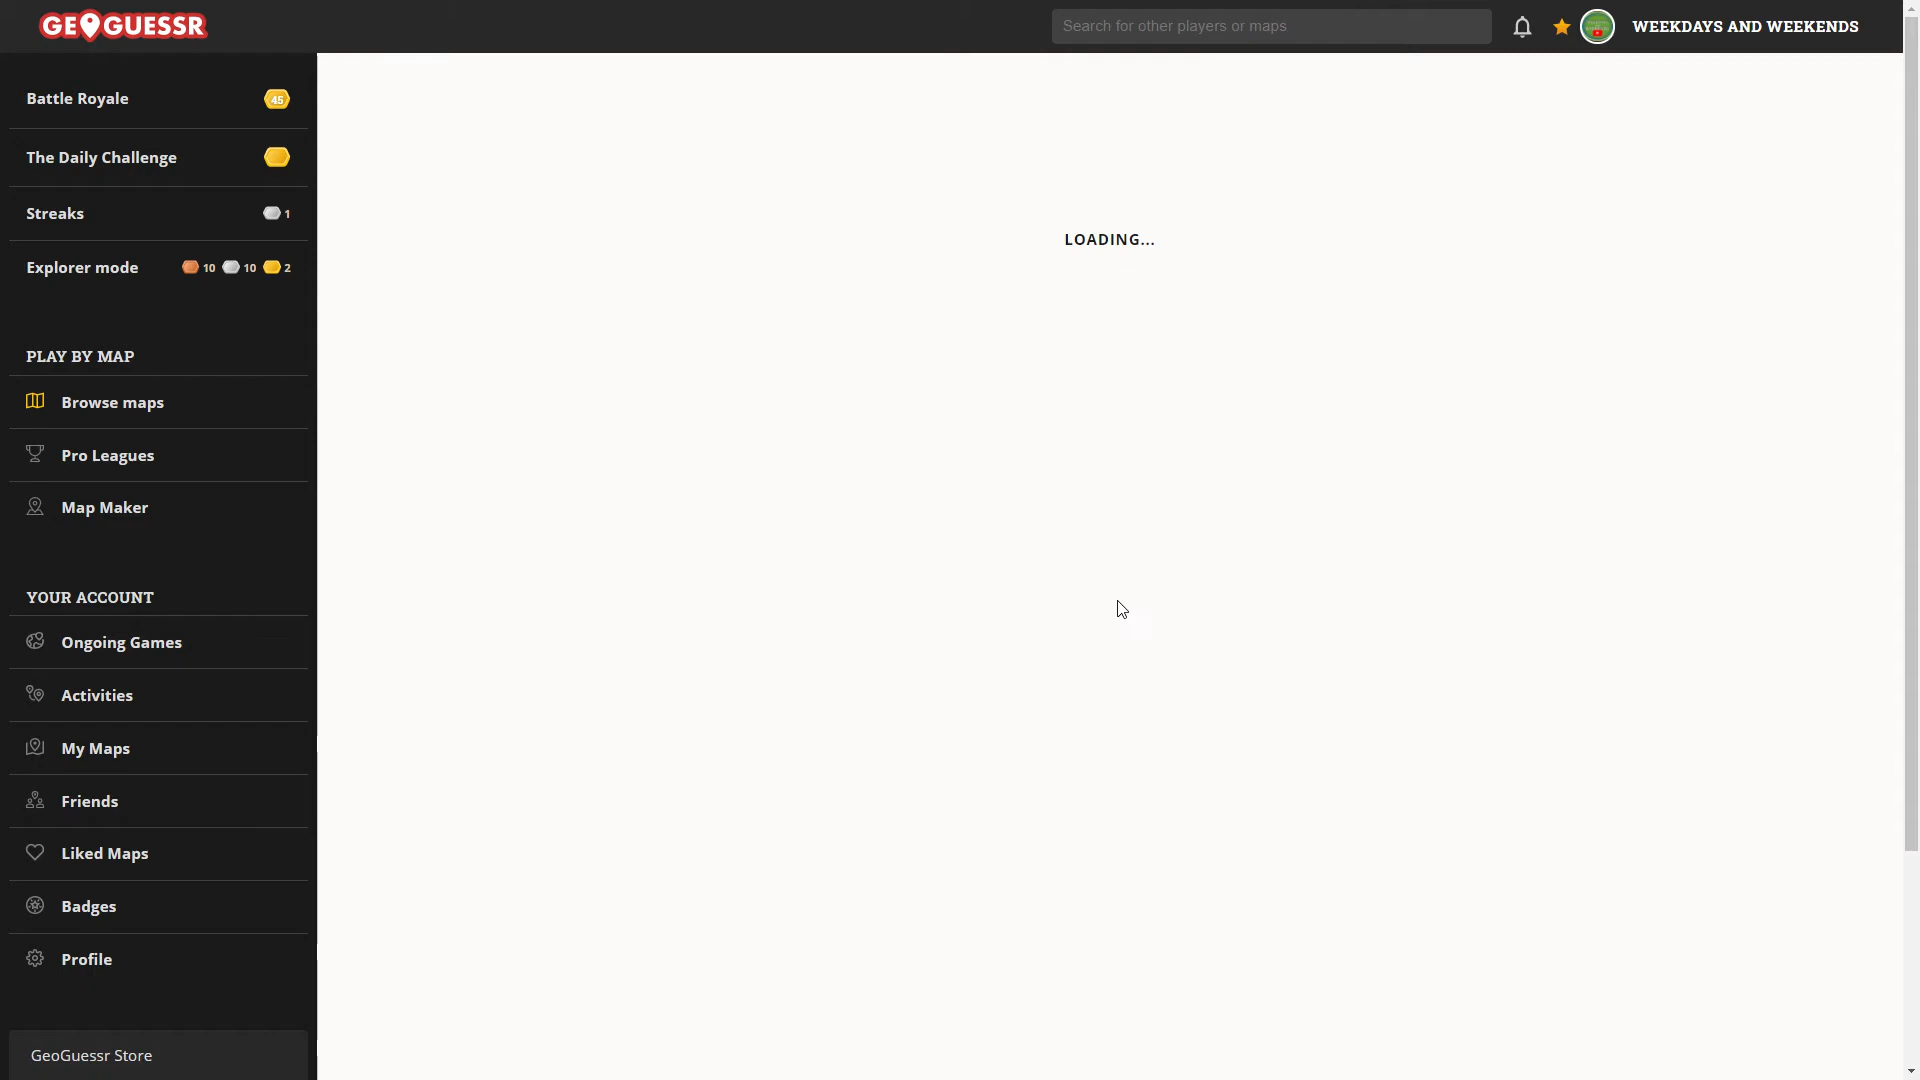 GEOGUESSR
Search for other players or maps
WEEKDAYS AND WEEKENDS
Battle Royale 45
The Daily Challenge
Streaks 1
Explorer mode 10 10 2
PLAY BY MAP
Browse maps
Pro Leagues
Map Maker
YOUR ACCOUNT
Ongoing Games
Activities
My Maps
Friends
Liked Maps
Badges
Profile
GeoGuessr Store
LOADING...